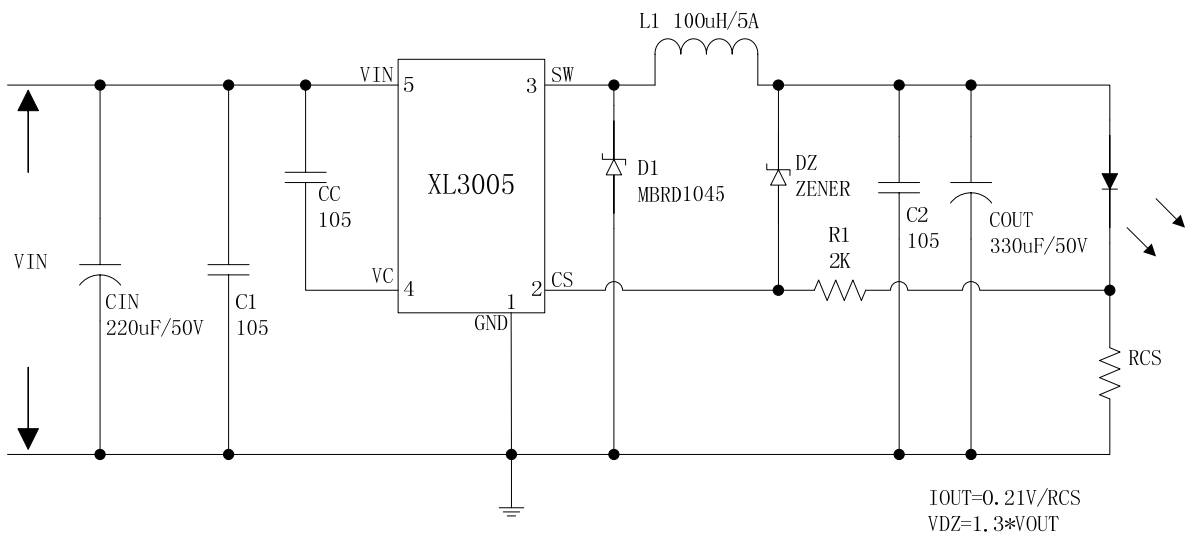 L1 100uH/5A
VIN
5
3
SW
XL3005
CC
105
D1
MBRD1045
DZ
ZENER
C2
105
COUT
330uF/50V
R1
2K
VIN
VC
4
2
CS
1
GND
CIN
220uF/50V
C1
105
RCS
IOUT=0.21V/RCS
VDZ=1.3*VOUT